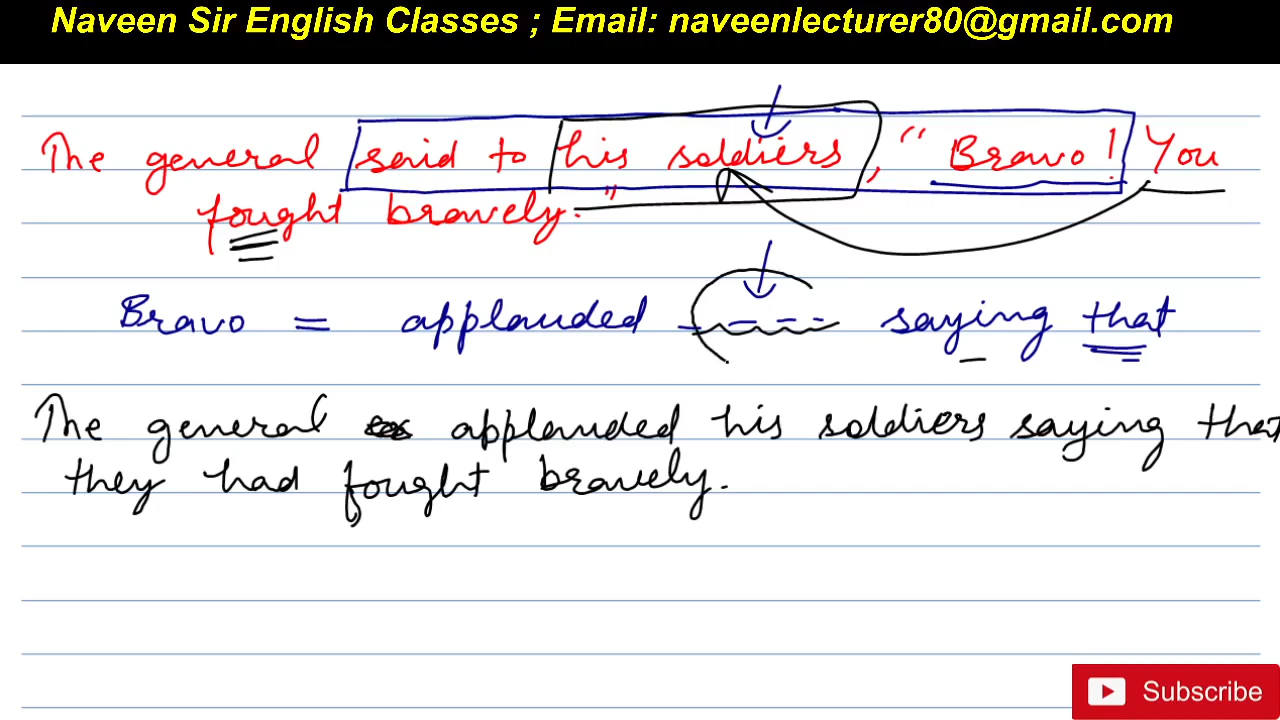 Naveen Sir English Classes ; Email: naveenlecturer80@gmail.com
The general said to his soldiers, "Bravo! You
fought bravely."
Bravo = applauded ---- saying that
The general applauded his soldiers saying that
they had fought bravely.
Subscribe